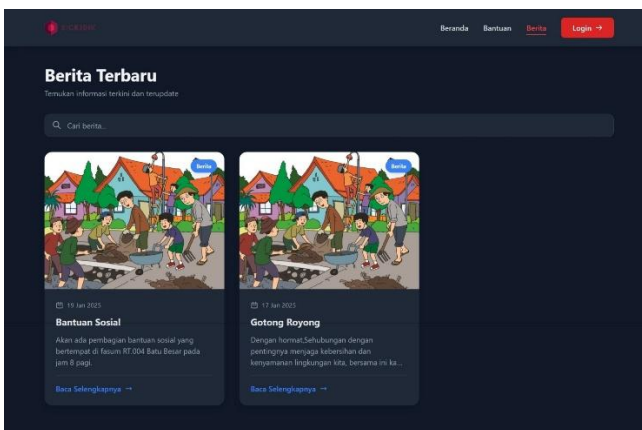 Beranda Bantuan Berita Login →
Berita Terbaru
Temukan informasi terkini dan terupdate
Cari berita...
Berita
Berita
19 Jan 2025
Bantuan Sosial
Akan ada pembagian bantuan sosial yang
bertempat di fasum RT.004 Batu Besar pada
jam 8 pagi.
Baca Selengkapnya →
17 Jan 2025
Gotong Royong
Dengan hormat,Sehubungan dengan
pentingnya menjaga kebersihan dan
kenyamanan lingkungan kita, bersama ini ka...
Baca Selengkapnya →